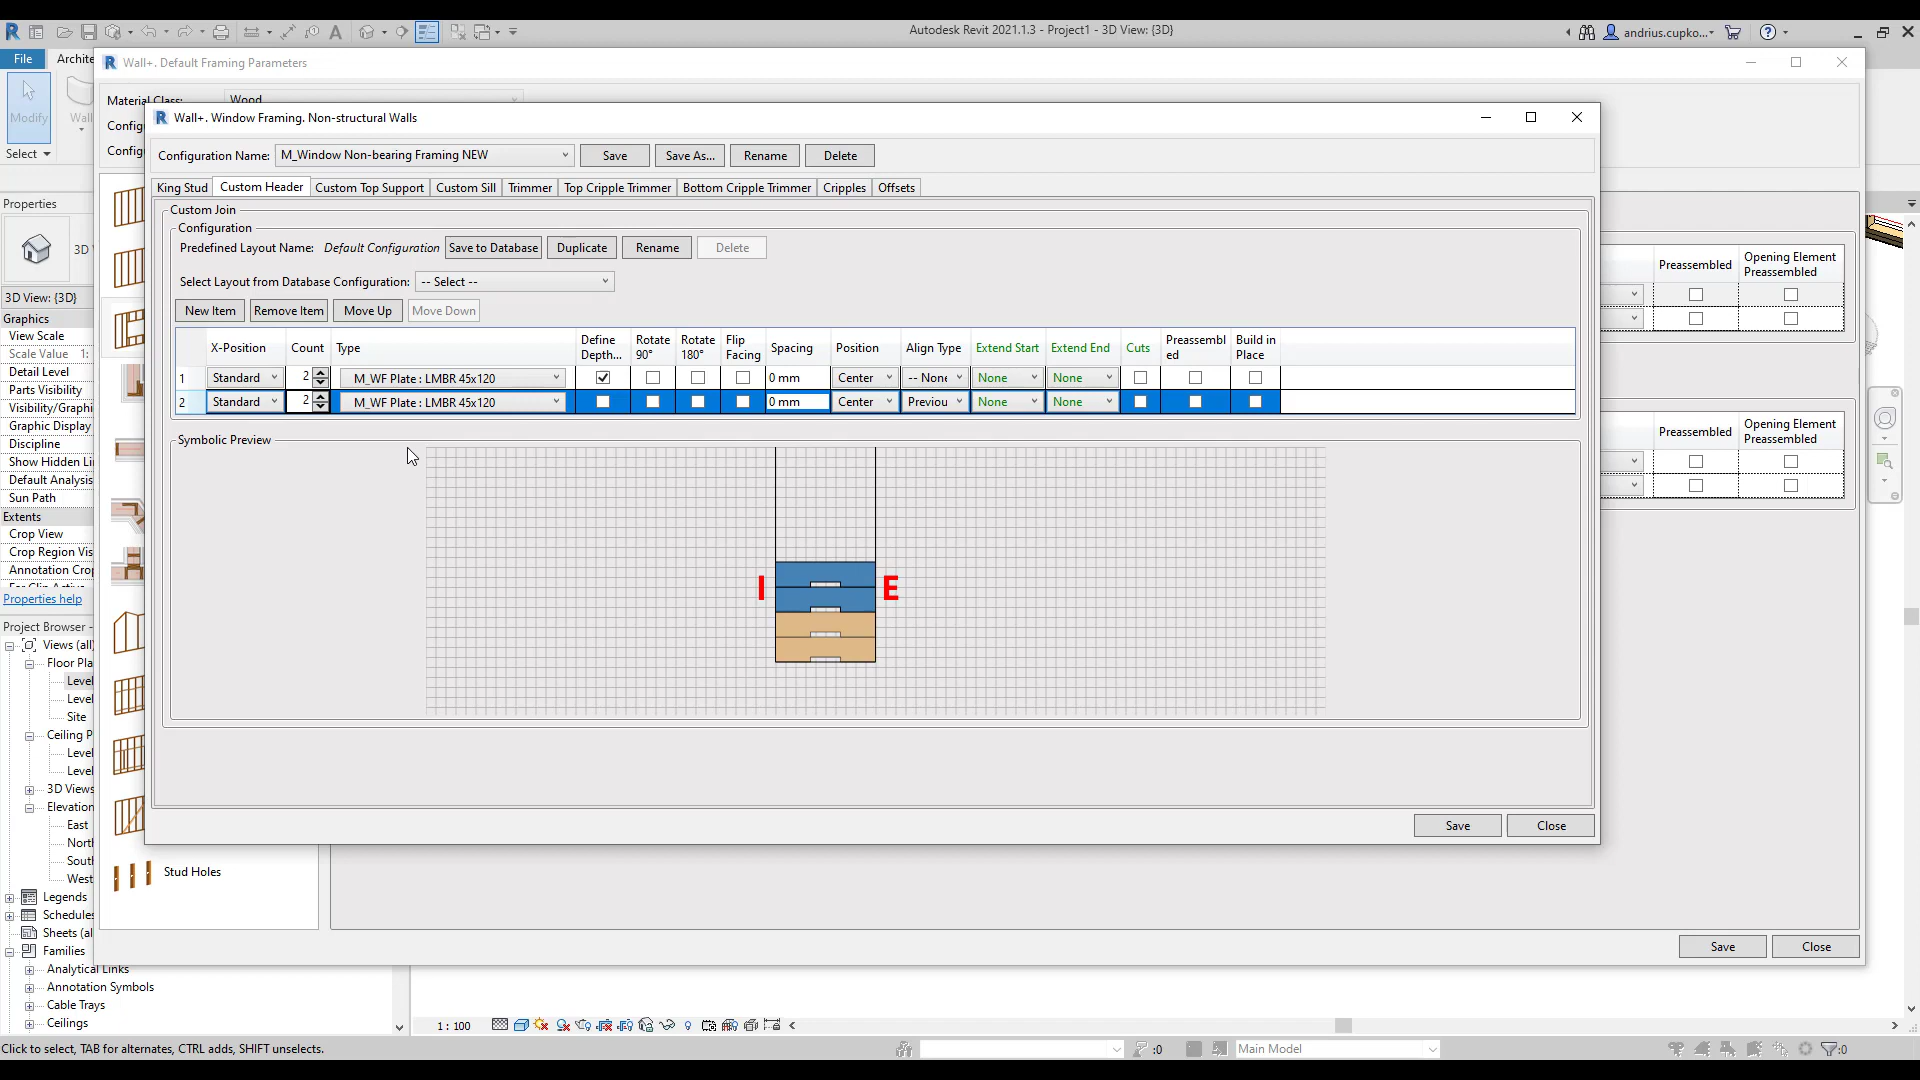 Autodesk Revit 2021.1.3 - Project1 - 3D View: {3D}
andrius.cupko...
File
Archite
Wall+. Default Framing Parameters
Modify
Wall
Select
Material Class:
Wood
Wall+. Window Framing. Non-structural Walls
Configuration Name:
M_Window Non-bearing Framing NEW
Save
Save As...
Rename
Delete
King Stud
Custom Header
Custom Top Support
Custom Sill
Trimmer
Top Cripple Trimmer
Bottom Cripple Trimmer
Cripples
Offsets
Custom Join
Configuration
Predefined Layout Name:
Default Configuration
Save to Database
Duplicate
Rename
Delete
Select Layout from Database Configuration:
-- Select --
New Item
Remove Item
Move Up
Move Down
X-Position
Count
Type
Define Depth...
Rotate 90°
Rotate 180°
Flip Facing
Spacing
Position
Align Type
Extend Start
Extend End
Cuts
Preassembl ed
Build in Place
1
Standard
2
M_WF Plate : LMBR 45x120
0 mm
Center
-- None
None
None
2
Standard
2
M_WF Plate : LMBR 45x120
0 mm
Center
Previou
None
None
Symbolic Preview
I
E
Save
Close
Preassembled
Opening Element Preassembled
Preassembled
Opening Element Preassembled
Stud Holes
Save
Close
Properties
3D V
3D View: {3D}
Graphics
View Scale
Scale Value 1:
Detail Level
Parts Visibility
Visibility/Graphi
Graphic Display
Discipline
Show Hidden Li
Default Analysis
Sun Path
Extents
Crop View
Crop Region Vis
Annotation Crop
Far Clip Active
Properties help
Project Browser -
Views (all)
Floor Pla
Level
Level
Site
Ceiling P
Level
Level
3D Views
Elevation
East
North
South
West
Legends
Schedules
Sheets (al
Families
Analytical Links
Annotation Symbols
Cable Trays
Ceilings
1 : 100
Click to select, TAB for alternates, CTRL adds, SHIFT unselects.
:0
Main Model
:0